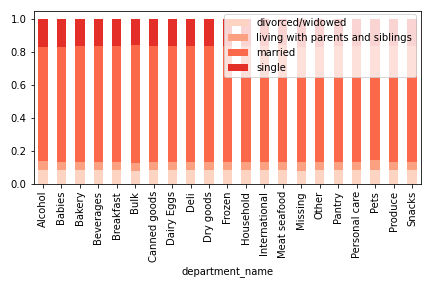 1.0
0.8
0.6
0.4
0.2
0.0
divorced/widowed
living with parents and siblings
married
single
Alcohol
Babies
Bakery
Beverages
Breakfast
Bulk
Canned goods
Dairy Eggs
Deli
Dry goods
Frozen
Household
International
Meat seafood
Missing
Other
Pantry
Personal care
Pets
Produce
Snacks
department_name